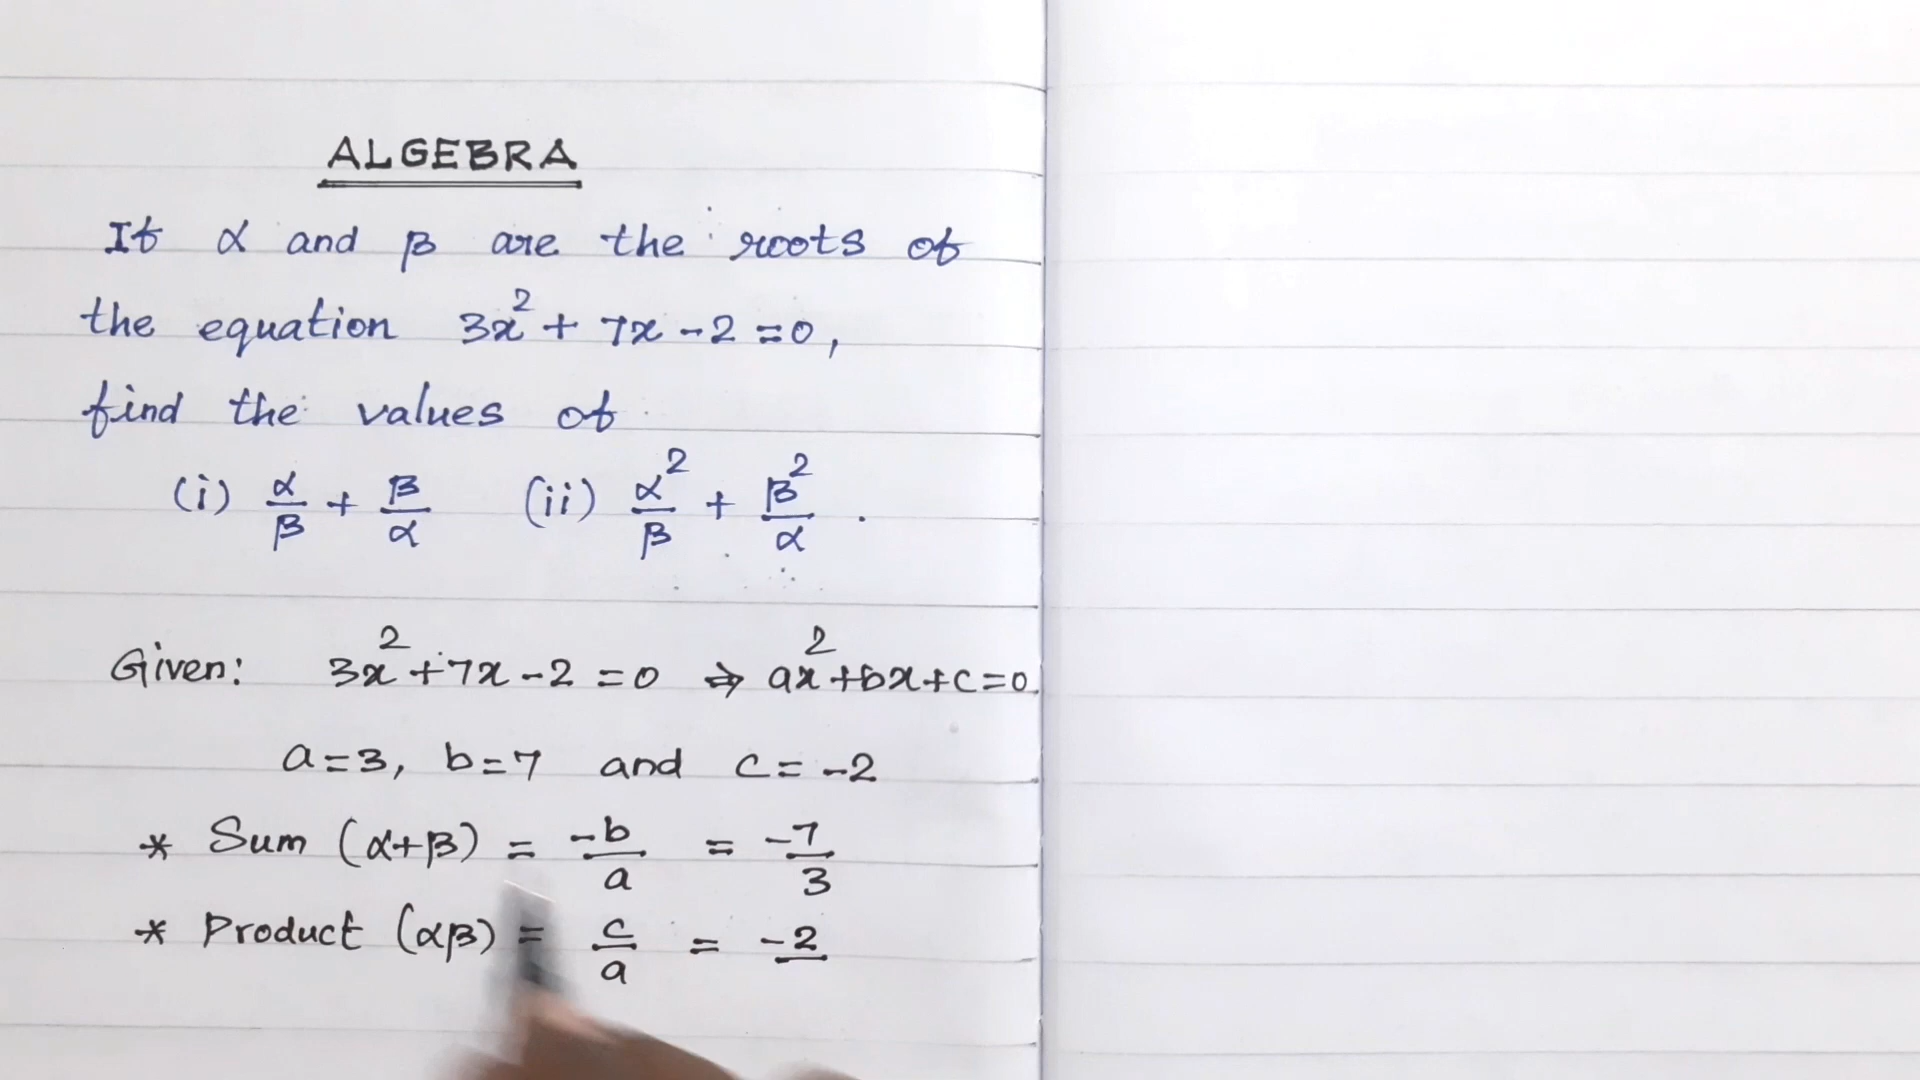 ALGEBRA
If α and β are the roots of
the equation 3x² + 7x - 2 = 0,
find the values of
(i) α/β + β/α (ii) α²/β + β²/α .
Given: 3x² + 7x - 2 = 0 ⇒ ax² + bx + c = 0
a = 3, b = 7 and c = -2
* Sum (α+β) = -b/a = -7/3
* Product (αβ) = c/a = -2